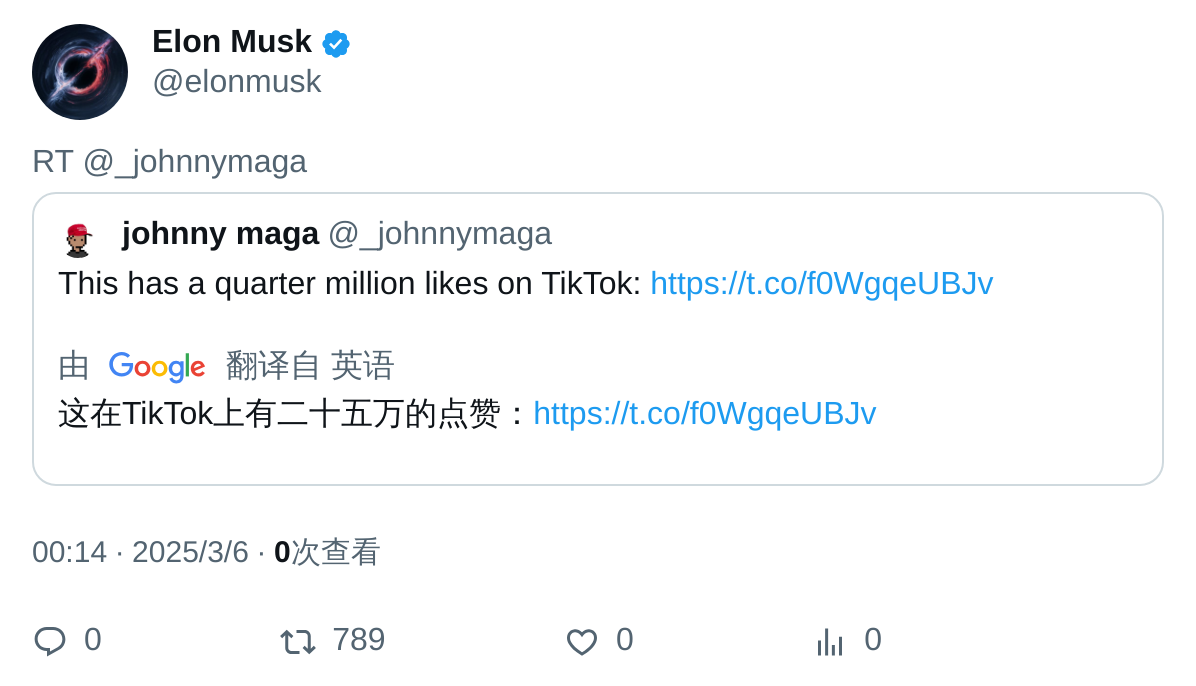 Elon Musk
@elonmusk
RT @_johnnymaga
johnny maga @_johnnymaga
This has a quarter million likes on TikTok: https://t.co/f0WgqeUBJv
由 Google 翻译自 英语
这在TikTok上有二十五万的点赞：https://t.co/f0WgqeUBJv
00:14 · 2025/3/6 · 0次查看
0 789 0 0